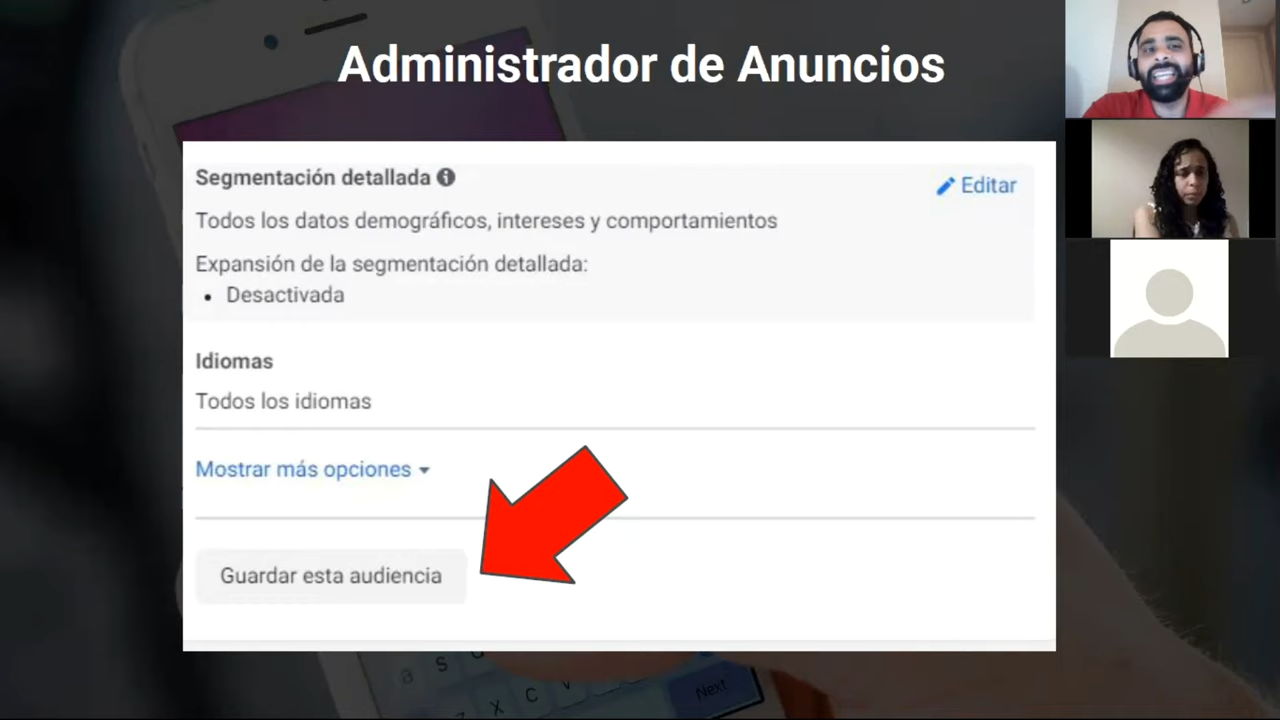 Administrador de Anuncios
Segmentación detallada
Editar
Todos los datos demográficos, intereses y comportamientos
Expansión de la segmentación detallada:
• Desactivada
Idiomas
Todos los idiomas
Mostrar más opciones
Guardar esta audiencia
@ S
Z X C V Next